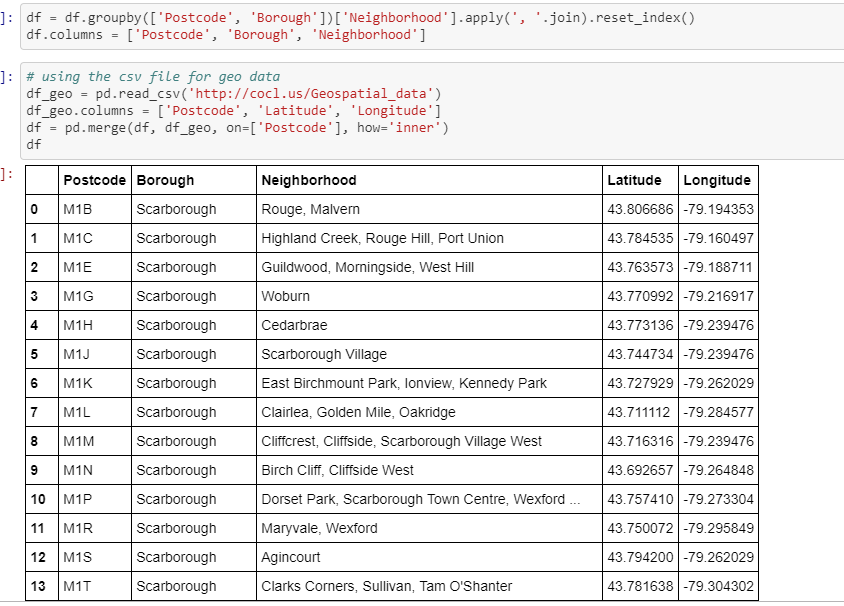 ]: df = df.groupby(['Postcode', 'Borough'])['Neighborhood'].apply(', '.join).reset_index()
df.columns = ['Postcode', 'Borough', 'Neighborhood']
]: # using the csv file for geo data
df_geo = pd.read_csv('http://cocl.us/Geospatial_data')
df_geo.columns = ['Postcode', 'Latitude', 'Longitude']
df = pd.merge(df, df_geo, on=['Postcode'], how='inner')
df
]: Postcode Borough Neighborhood Latitude Longitude
0 M1B Scarborough Rouge, Malvern 43.806686 -79.194353
1 M1C Scarborough Highland Creek, Rouge Hill, Port Union 43.784535 -79.160497
2 M1E Scarborough Guildwood, Morningside, West Hill 43.763573 -79.188711
3 M1G Scarborough Woburn 43.770992 -79.216917
4 M1H Scarborough Cedarbrae 43.773136 -79.239476
5 M1J Scarborough Scarborough Village 43.744734 -79.239476
6 M1K Scarborough East Birchmount Park, Ionview, Kennedy Park 43.727929 -79.262029
7 M1L Scarborough Clairlea, Golden Mile, Oakridge 43.711112 -79.284577
8 M1M Scarborough Cliffcrest, Cliffside, Scarborough Village West 43.716316 -79.239476
9 M1N Scarborough Birch Cliff, Cliffside West 43.692657 -79.264848
10 M1P Scarborough Dorset Park, Scarborough Town Centre, Wexford ... 43.757410 -79.273304
11 M1R Scarborough Maryvale, Wexford 43.750072 -79.295849
12 M1S Scarborough Agincourt 43.794200 -79.262029
13 M1T Scarborough Clarks Corners, Sullivan, Tam O'Shanter 43.781638 -79.304302